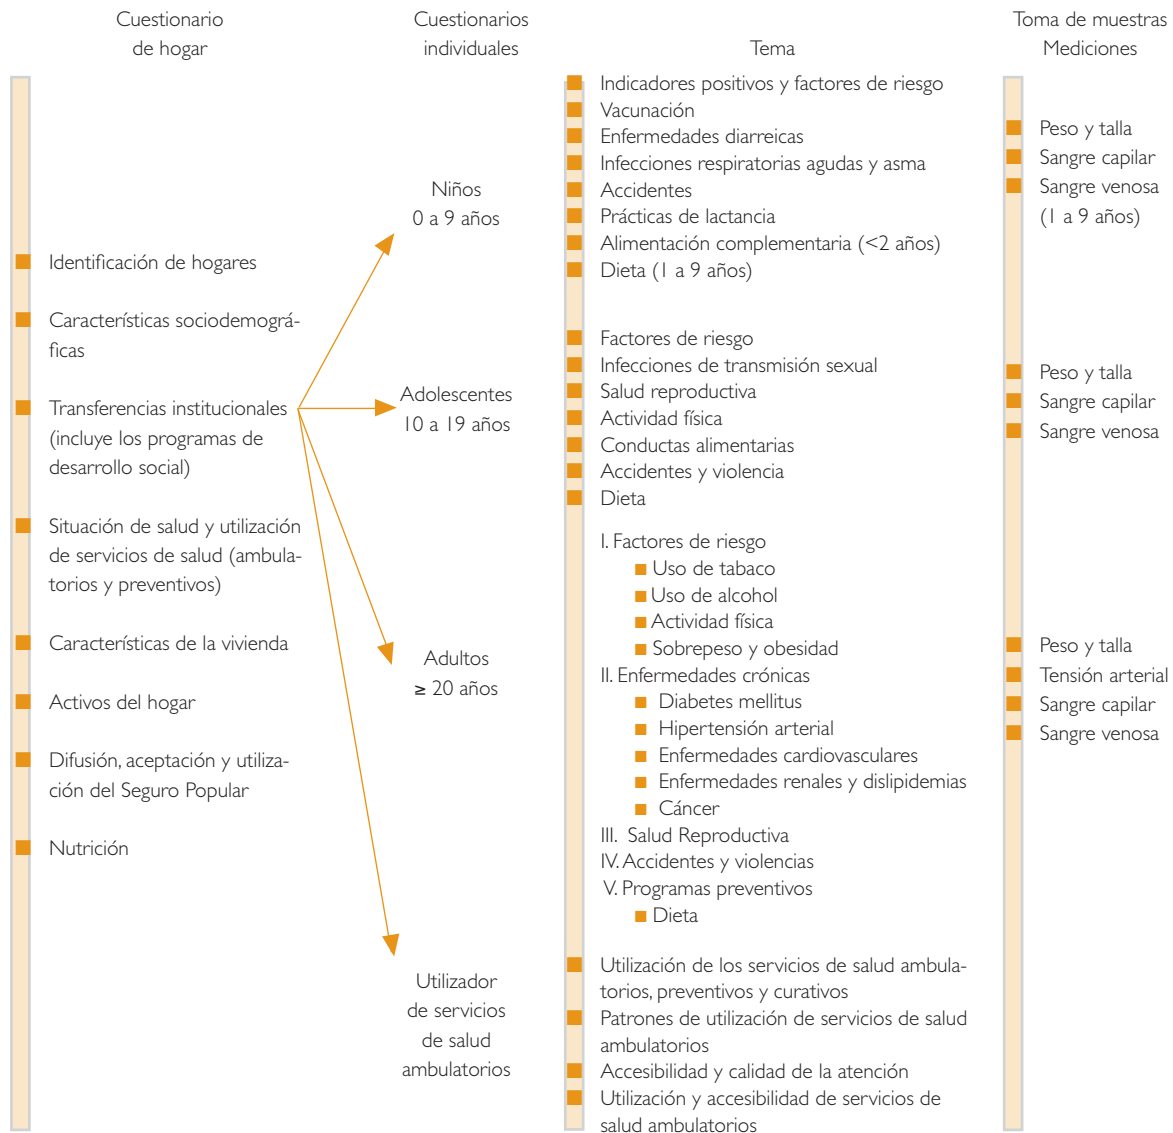 Cuestionario
de hogar
Identificación de hogares
Características sociodemográ-
ficas
Transferencias institucionales
(incluye los programas de
desarrollo social)
Situación de salud y utilización
de servicios de salud (ambula-
torios y preventivos)
Características de la vivienda
Activos del hogar
Difusión, aceptación y utiliza-
ción del Seguro Popular
Nutrición
Cuestionarios
individuales
Niños
0 a 9 años
Adolescentes
10 a 19 años
Adultos
≥ 20 años
Utilizador
de servicios
de salud
ambulatorios
Tema
Indicadores positivos y factores de riesgo
Vacunación
Enfermedades diarreicas
Infecciones respiratorias agudas y asma
Accidentes
Prácticas de lactancia
Alimentación complementaria (<2 años)
Dieta (1 a 9 años)
Factores de riesgo
Infecciones de transmisión sexual
Salud reproductiva
Actividad física
Conductas alimentarias
Accidentes y violencia
Dieta
I. Factores de riesgo
Uso de tabaco
Uso de alcohol
Actividad física
Sobrepeso y obesidad
II. Enfermedades crónicas
Diabetes mellitus
Hipertensión arterial
Enfermedades cardiovasculares
Enfermedades renales y dislipidemias
Cáncer
III. Salud Reproductiva
IV. Accidentes y violencias
V. Programas preventivos
Dieta
Utilización de los servicios de salud ambula-
torios, preventivos y curativos
Patrones de utilización de servicios de salud
ambulatorios
Accesibilidad y calidad de la atención
Utilización y accesibilidad de servicios de
salud ambulatorios
Toma de muestras
Mediciones
Peso y talla
Sangre capilar
Sangre venosa
(1 a 9 años)
Peso y talla
Sangre capilar
Sangre venosa
Peso y talla
Tensión arterial
Sangre capilar
Sangre venosa